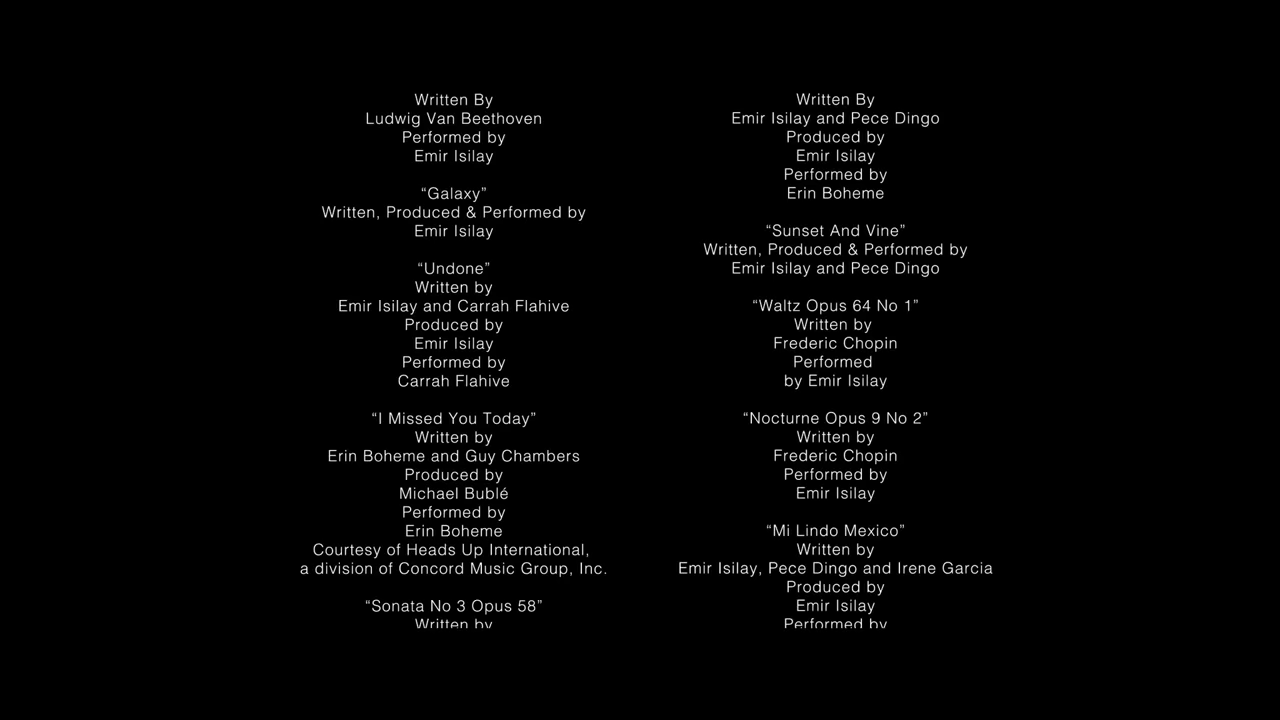 Written By
Ludwig Van Beethoven
Performed by
Emir Isilay
“Galaxy”
Written, Produced & Performed by
Emir Isilay
“Undone”
Written by
Emir Isilay and Carrah Flahive
Produced by
Emir Isilay
Performed by
Carrah Flahive
“I Missed You Today”
Written by
Erin Boheme and Guy Chambers
Produced by
Michael Bublé
Performed by
Erin Boheme
Courtesy of Heads Up International,
a division of Concord Music Group, Inc.
“Sonata No 3 Opus 58”
Written by
Written By
Emir Isilay and Pece Dingo
Produced by
Emir Isilay
Performed by
Erin Boheme
“Sunset And Vine”
Written, Produced & Performed by
Emir Isilay and Pece Dingo
“Waltz Opus 64 No 1”
Written by
Frederic Chopin
Performed
by Emir Isilay
“Nocturne Opus 9 No 2”
Written by
Frederic Chopin
Performed by
Emir Isilay
“Mi Lindo Mexico”
Written by
Emir Isilay, Pece Dingo and Irene Garcia
Produced by
Emir Isilay
Performed by